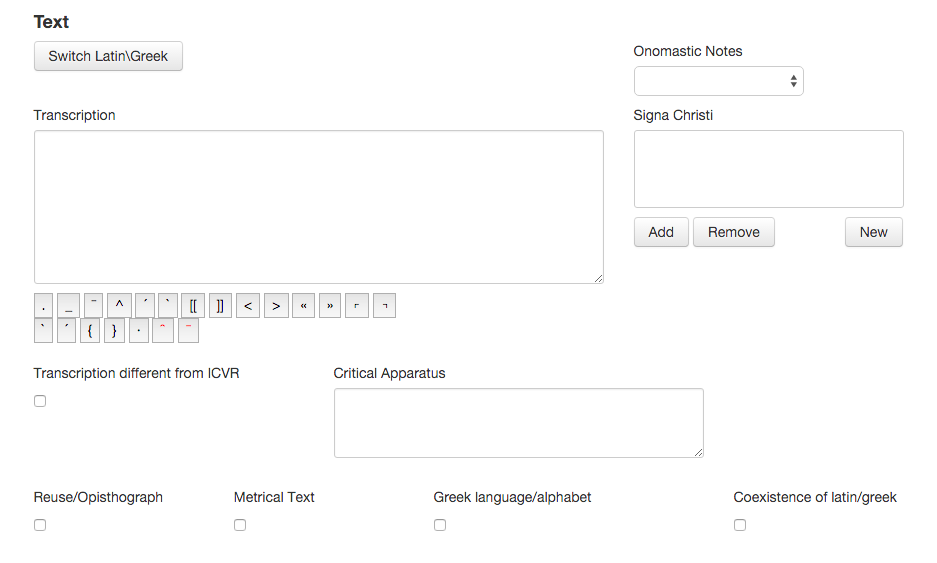 Text
Switch Latin\Greek
Onomastic Notes
Transcription
Signa Christi
Add Remove New
. _ ¯ ^ ´ ` [[ ]] < > « » ⌜ ⌝
` ´ { } · ˆ ¯
Transcription different from ICVR
Critical Apparatus
Reuse/Opisthograph Metrical Text Greek language/alphabet Coexistence of latin/greek